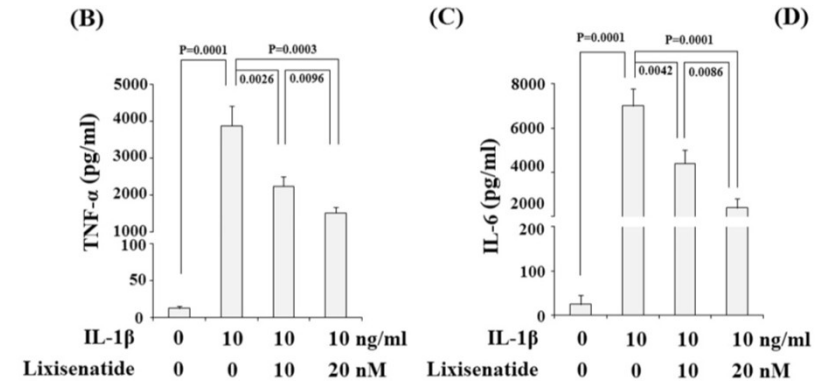 (B)
P=0.0001 P=0.0003
0.0026 0.0096
5000
4000
3000
2000
1000
100
50
0
TNF-α (pg/ml)
IL-1β 0 10 10 10 ng/ml
Lixisenatide 0 0 10 20 nM
(C)
P=0.0001 P=0.0001
0.0042 0.0086
8000
6000
4000
2000
200
100
0
IL-6 (pg/ml)
IL-1β 0 10 10 10 ng/ml
Lixisenatide 0 0 10 20 nM
(D)